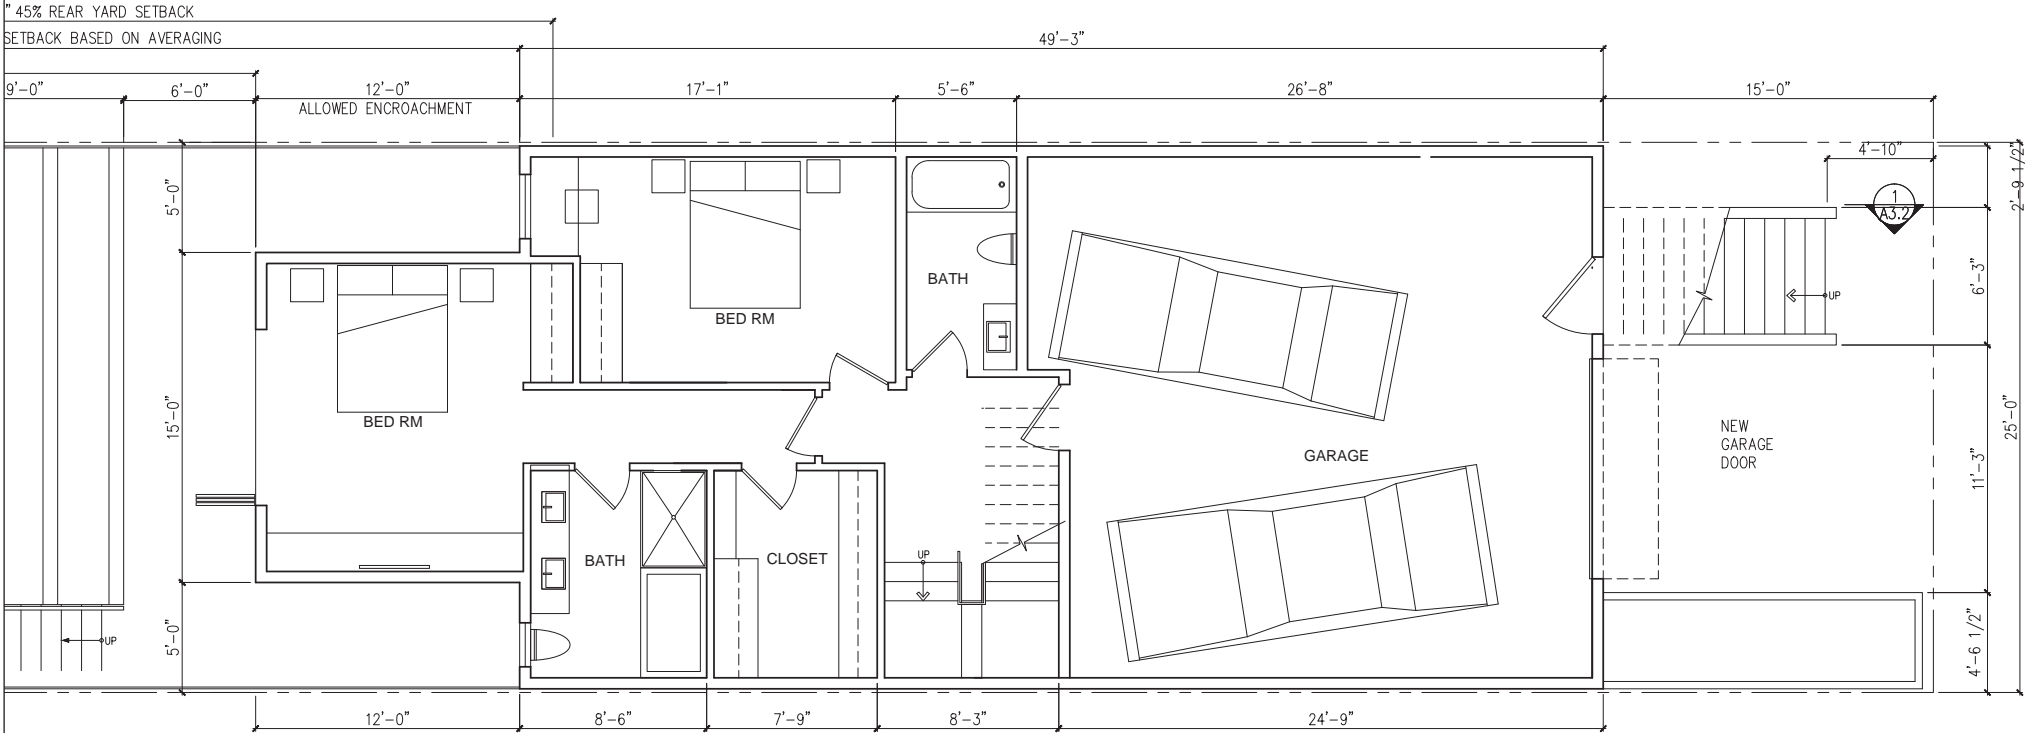 " 45% REAR YARD SETBACK
SETBACK BASED ON AVERAGING
49'-3"
9'-0"
6'-0"
12'-0"
17'-1"
5'-6"
26'-8"
15'-0"
ALLOWED ENCROACHMENT
4'-10"
2'-9 1/2"
5'-0"
1
A3.2
BATH
6'-3"
UP
BED RM
BED RM
15'-0"
25'-0"
NEW
GARAGE
DOOR
GARAGE
11'-3"
UP
BATH
CLOSET
UP
5'-0"
4'-6 1/2"
12'-0"
8'-6"
7'-9"
8'-3"
24'-9"